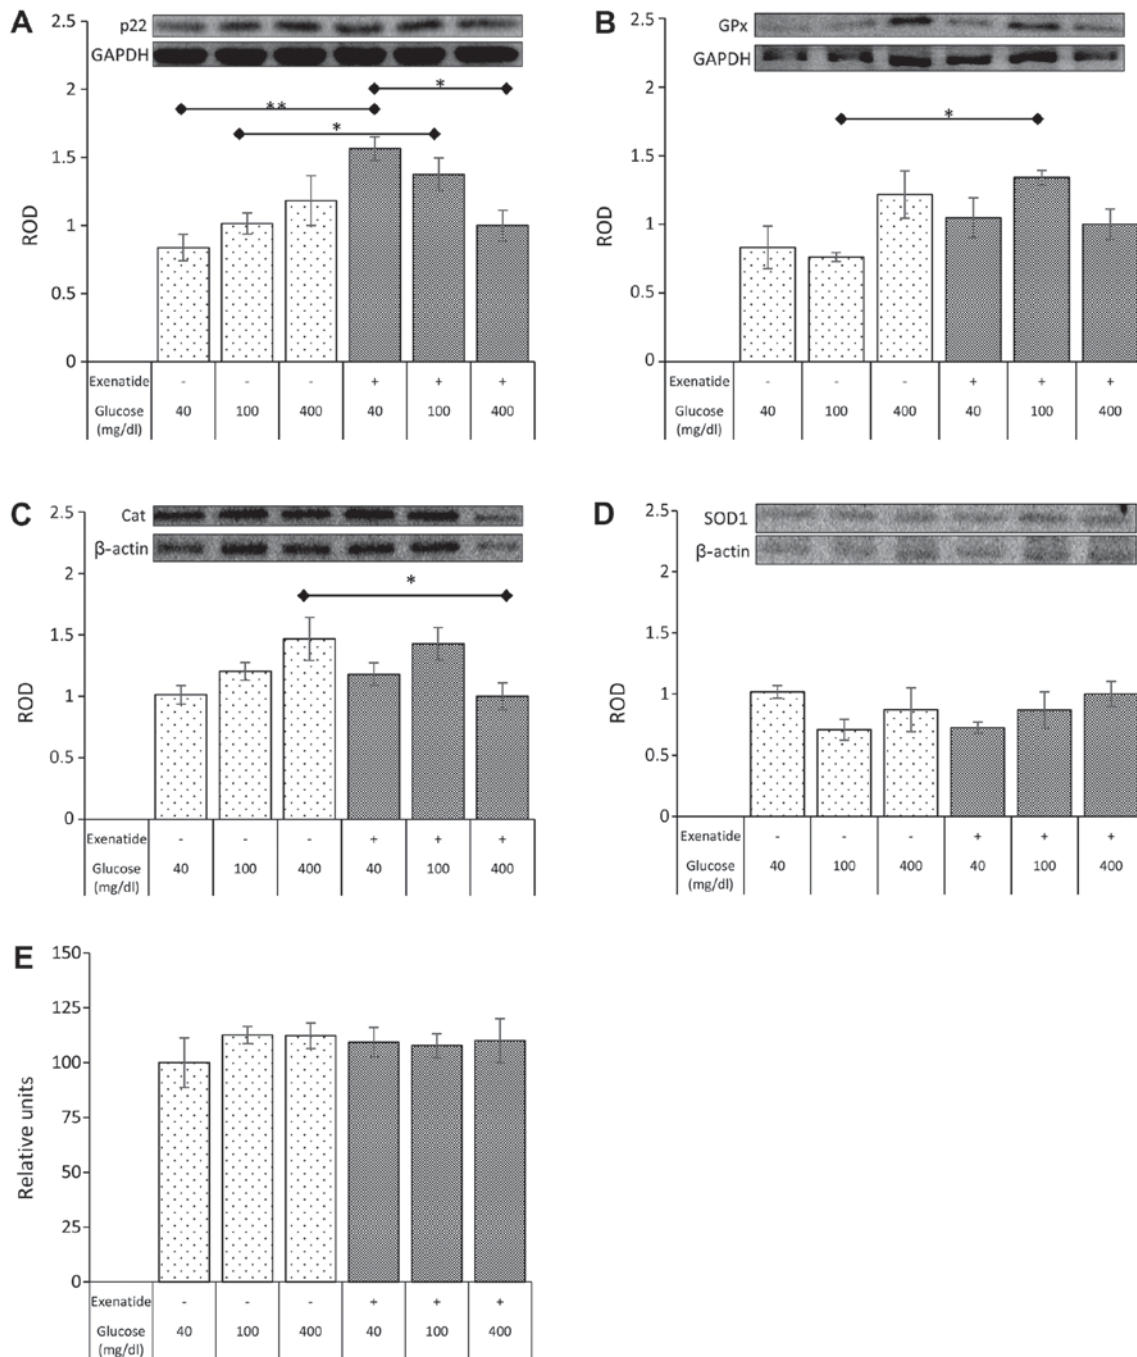 A
p22
GAPDH
2.5
2
1.5
1
0.5
0
ROD
**
*
*
Exenatide - - - + + +
Glucose (mg/dl) 40 100 400 40 100 400
B
GPx
GAPDH
2.5
2
1.5
1
0.5
0
ROD
*
Exenatide - - - + + +
Glucose (mg/dl) 40 100 400 40 100 400
C
Cat
β-actin
2.5
2
1.5
1
0.5
0
ROD
*
Exenatide - - - + + +
Glucose (mg/dl) 40 100 400 40 100 400
D
SOD1
β-actin
2.5
2
1.5
1
0.5
0
ROD
Exenatide - - - + + +
Glucose (mg/dl) 40 100 400 40 100 400
E
150
125
100
75
50
25
0
Relative units
Exenatide - - - + + +
Glucose (mg/dl) 40 100 400 40 100 400